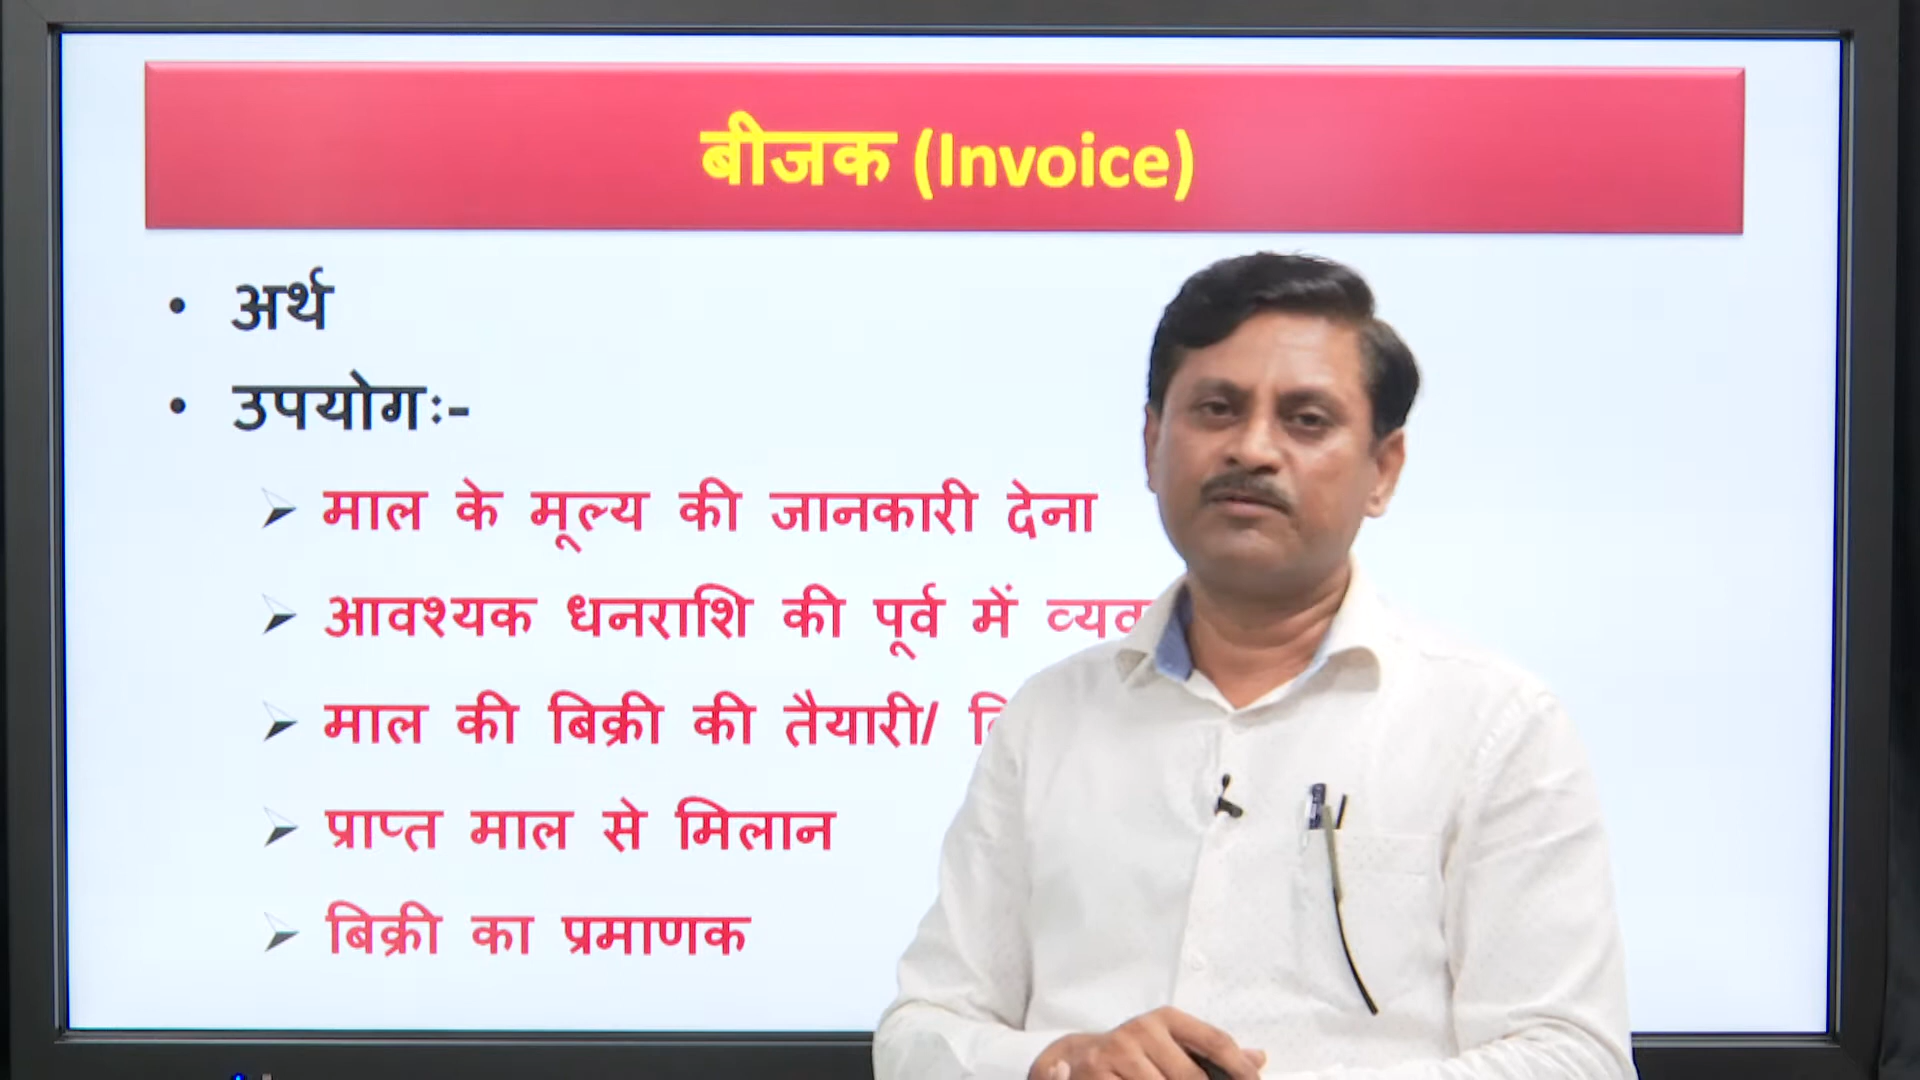 बीजक (Invoice)
• अर्थ
• उपयोगः-
➢ माल के मूल्य की जानकारी देना
➢ आवश्यक धनराशि की पूर्व में
➢ माल की बिक्री की तैयारी/
➢ प्राप्त माल से मिलान
➢ बिक्री का प्रमाणक